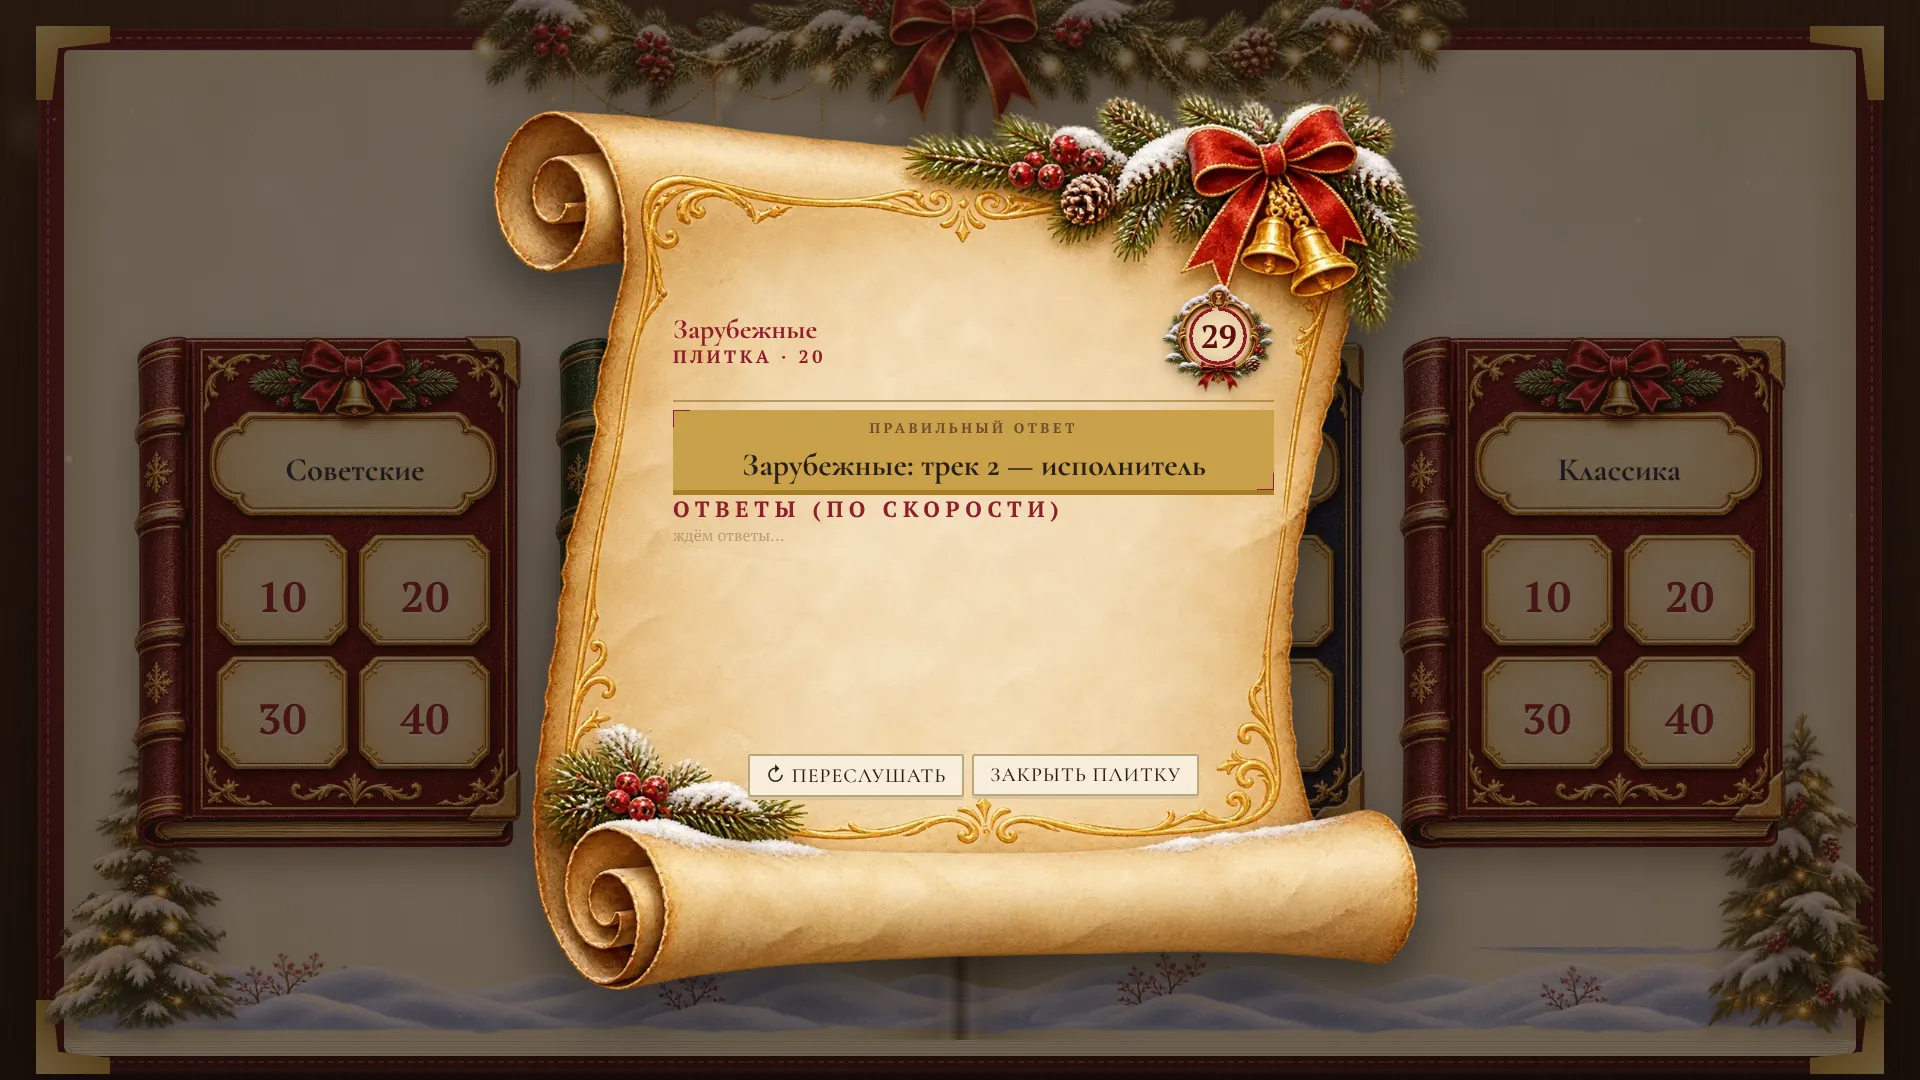 Зарубежные
ПЛИТКА · 20
29
ПРАВИЛЬНЫЙ ОТВЕТ
Зарубежные: трек 2 — исполнитель
ОТВЕТЫ (ПО СКОРОСТИ)
ждём ответы...
↻ ПЕРЕСЛУШАТЬ
ЗАКРЫТЬ ПЛИТКУ
Советские
10 20
30 40
Классика
10 20
30 40